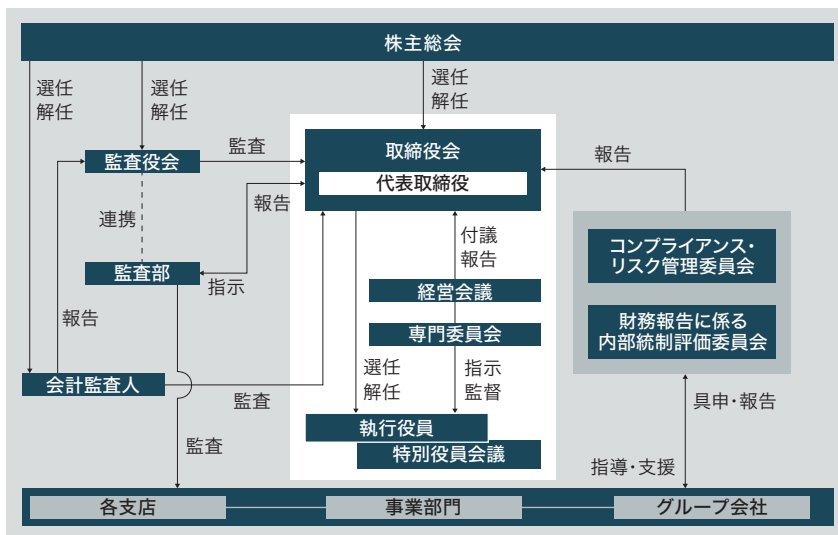 株主総会
選任
解任
選任
解任
選任
解任
監査役会
監査
取締役会
代表取締役
報告
報告
連携
付議
報告
コンプライアンス・
リスク管理委員会
監査部
指示
経営会議
報告
専門委員会
財務報告に係る
内部統制評価委員会
選任
解任
指示
監督
会計監査人
監査
具申・報告
執行役員
監査
特別役員会議
指導・支援
各支店
事業部門
グループ会社